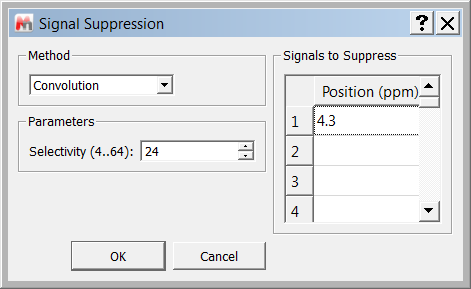 Signal Suppression
Method
Convolution
Parameters
Selectivity (4..64): 24
Signals to Suppress
Position (ppm)
1 4.3
2
3
4
OK Cancel